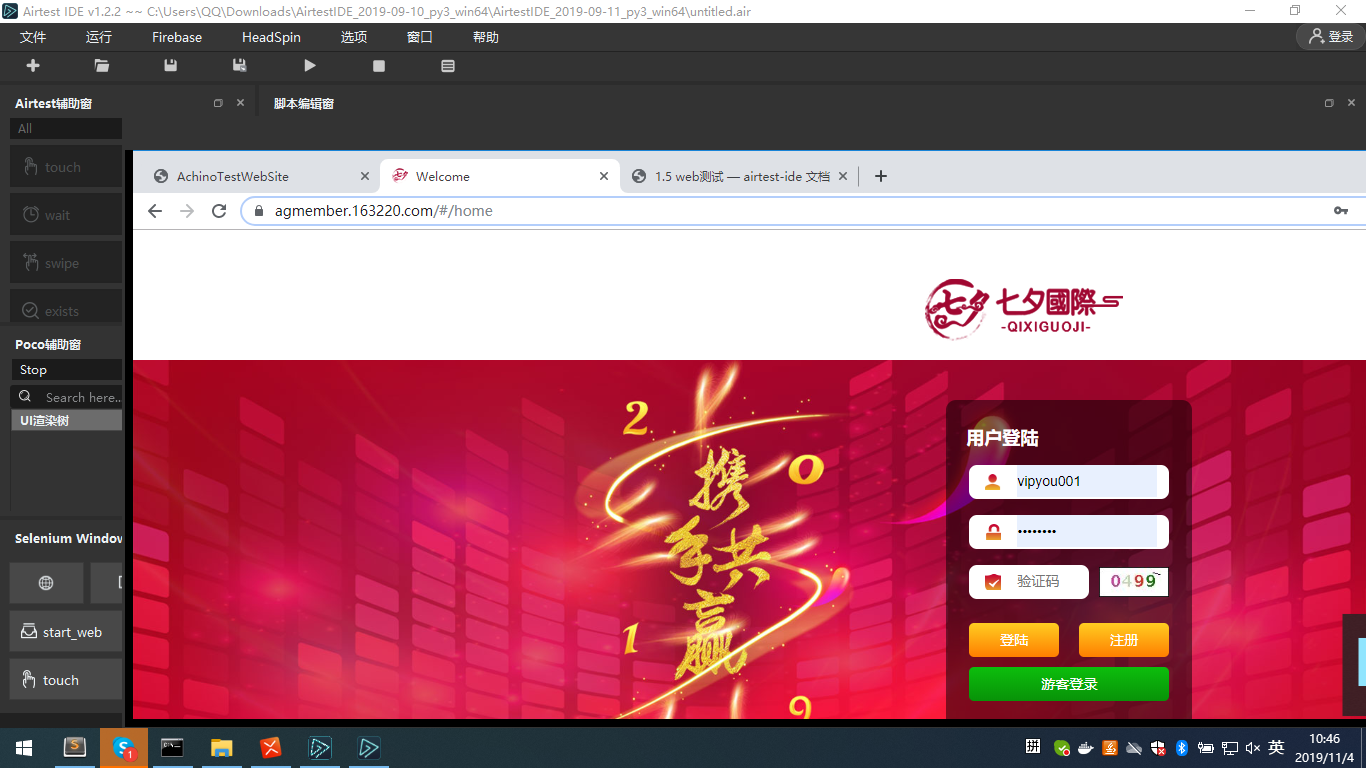 Airtest IDE v1.2.2 ~~ C:\Users\QQ\Downloads\AirtestIDE_2019-09-10_py3_win64\AirtestIDE_2019-09-11_py3_win64\untitled.air
文件 运行 Firebase HeadSpin 选项 窗口 帮助 登录
Airtest辅助窗 脚本编辑窗
All
touch
wait
swipe
exists
Poco辅助窗
Stop
Search here..
UI渲染树
Selenium Window
start_web
touch
AchinoTestWebSite Welcome 1.5 web测试 — airtest-ide 文档
agmember.163220.com/#/home
七夕
七夕國際
-QIXIGUOJI-
2
0
1
9
携手共赢
用户登陆
vipyou001
••••••••
验证码 0499
登陆 注册
游客登录
1
拼
英
10:46
2019/11/4